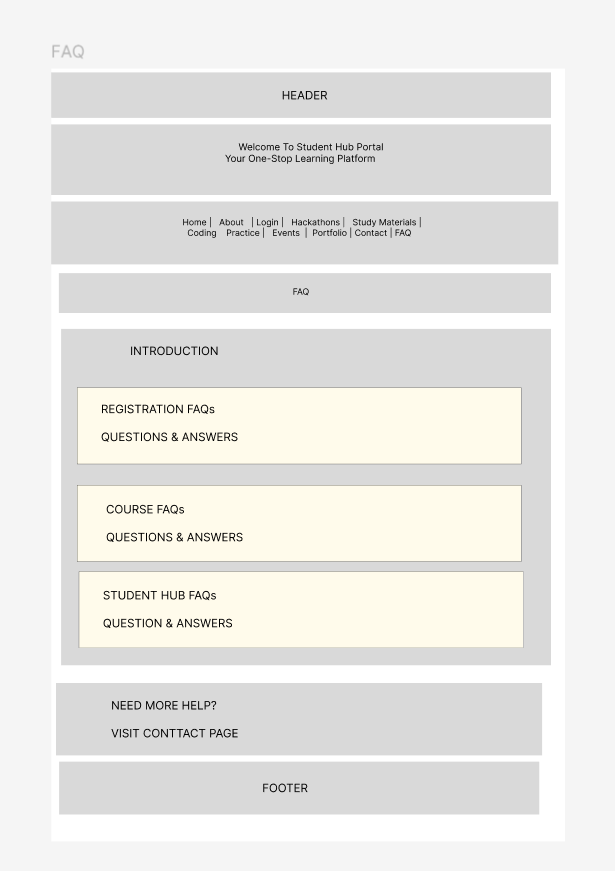 FAQ
HEADER
Welcome To Student Hub Portal
Your One-Stop Learning Platform
Home | About | Login | Hackathons | Study Materials |
Coding Practice | Events | Portfolio | Contact | FAQ
FAQ
INTRODUCTION
REGISTRATION FAQs
QUESTIONS & ANSWERS
COURSE FAQs
QUESTIONS & ANSWERS
STUDENT HUB FAQs
QUESTION & ANSWERS
NEED MORE HELP?
VISIT CONTTACT PAGE
FOOTER